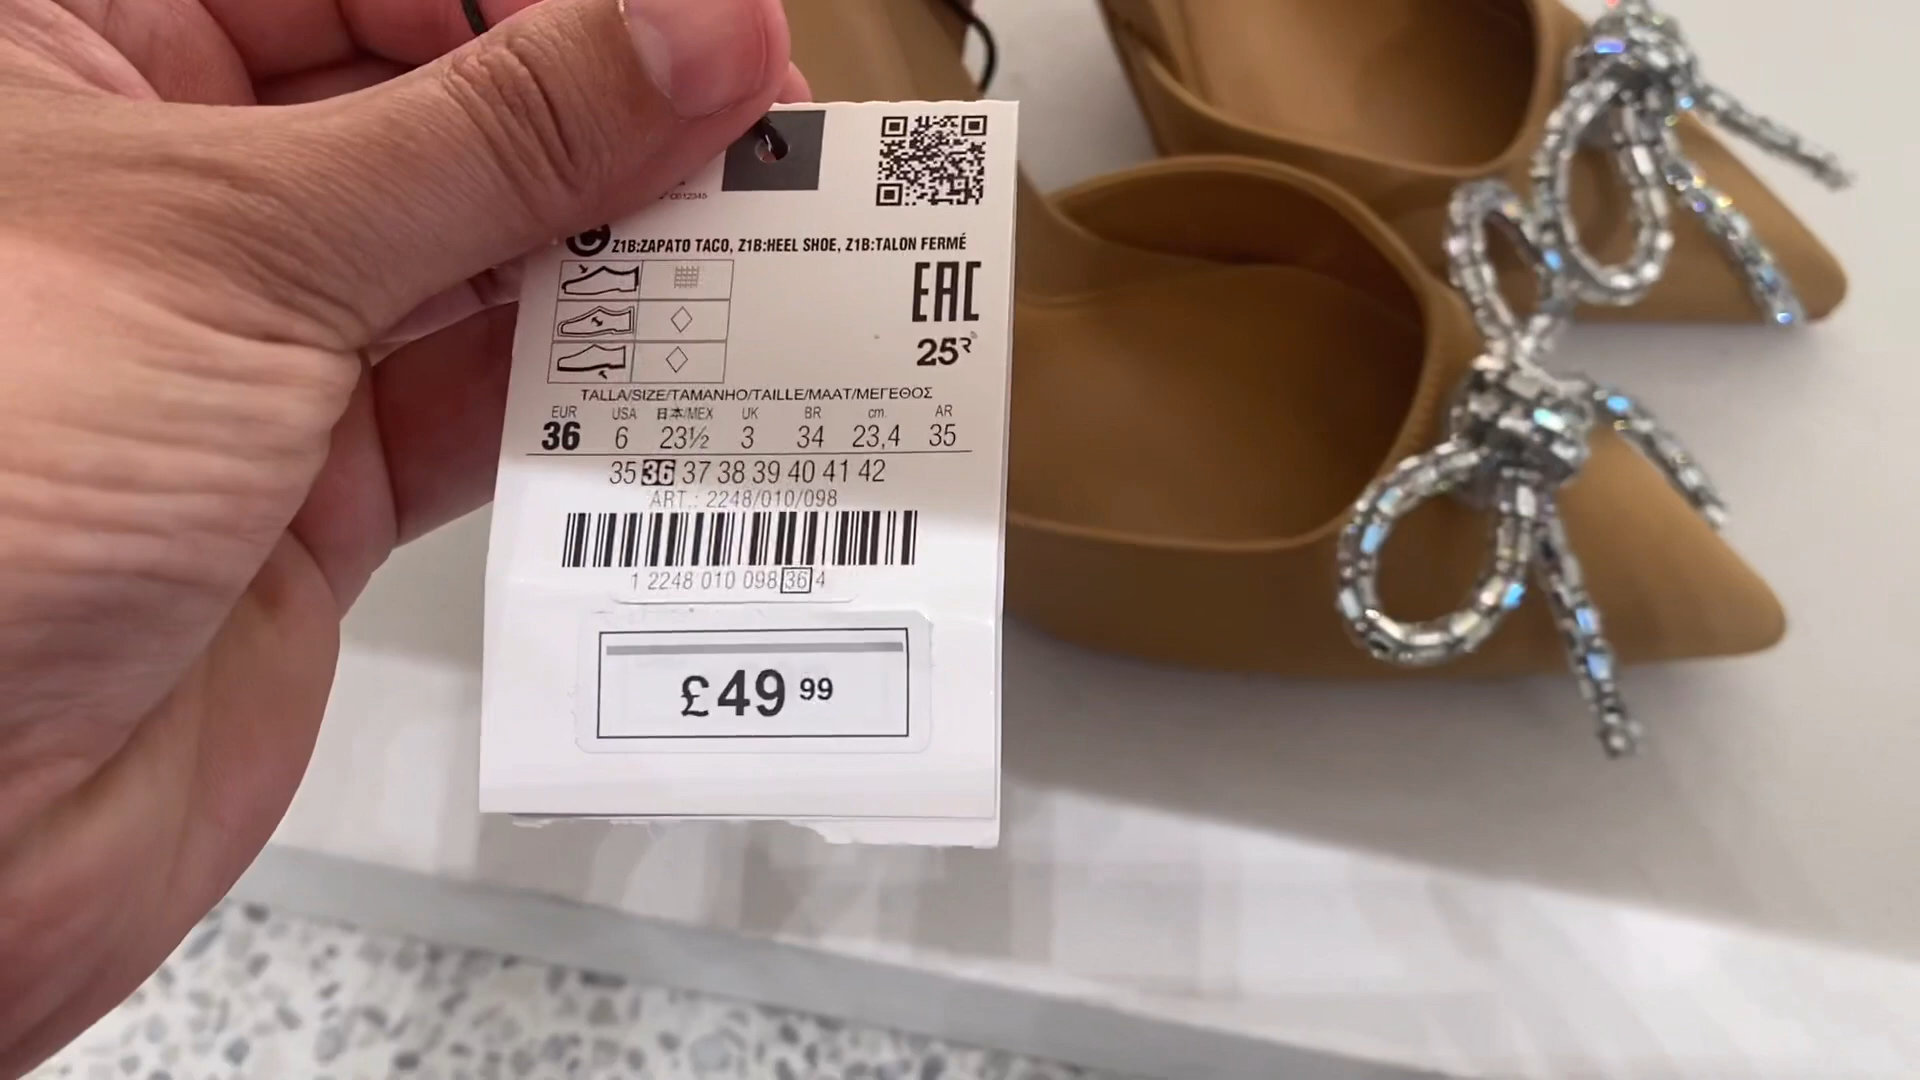 Z1B:ZAPATO TACO, Z1B:HEEL SHOE, Z1B:TALON FERMÉ
EAC
25
TALLA/SIZE/TAMANHO/TAILLE/MAAT/ΜΕΓΕΘΟΣ
EUR USA 日本/MEX UK BR cm. AR
36 6 23½ 3 34 23,4 35
35 36 37 38 39 40 41 42
ART.: 2248/010/098
1 2248 010 098 36 4
£49 99